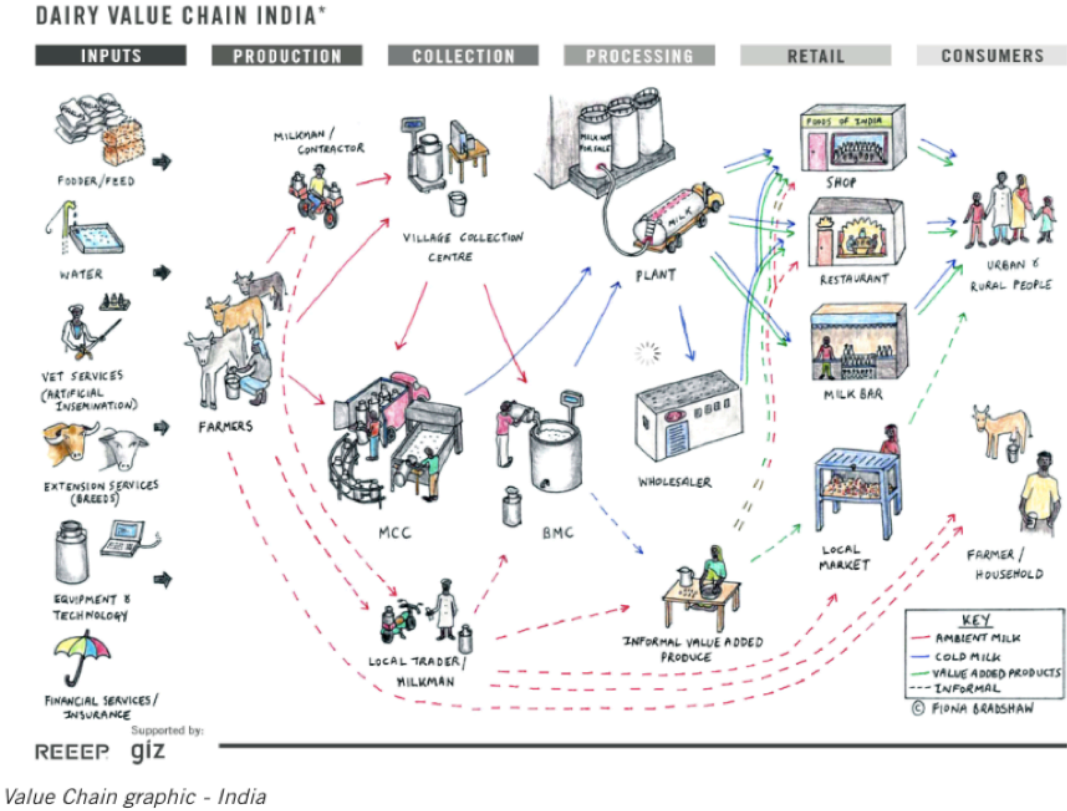 DAIRY VALUE CHAIN INDIA*
INPUTS
PRODUCTION
COLLECTION
PROCESSING
RETAIL
CONSUMERS
FODDER/FEED
WATER
VET SERVICES
(ARTIFICIAL
INSEMINATION)
EXTENSION SERVICES
(BREEDS)
EQUIPMENT &
TECHNOLOGY
FINANCIAL SERVICES/
INSURANCE
MILKMAN/
CONTRACTOR
FARMERS
VILLAGE COLLECTION
CENTRE
MCC
BMC
LOCAL TRADER/
MILKMAN
MILK NOT
FOR SALE
MILK
PLANT
WHOLESALER
INFORMAL VALUE ADDED
PRODUCE
FOODS OF INDIA
SHOP
RESTAURANT
MILK BAR
LOCAL
MARKET
URBAN &
RURAL PEOPLE
FARMER/
HOUSEHOLD
KEY
AMBIENT MILK
COLD MILK
VALUE ADDED PRODUCTS
INFORMAL
© FIONA BRADSHAW
Supported by:
REEEP giz
Value Chain graphic - India